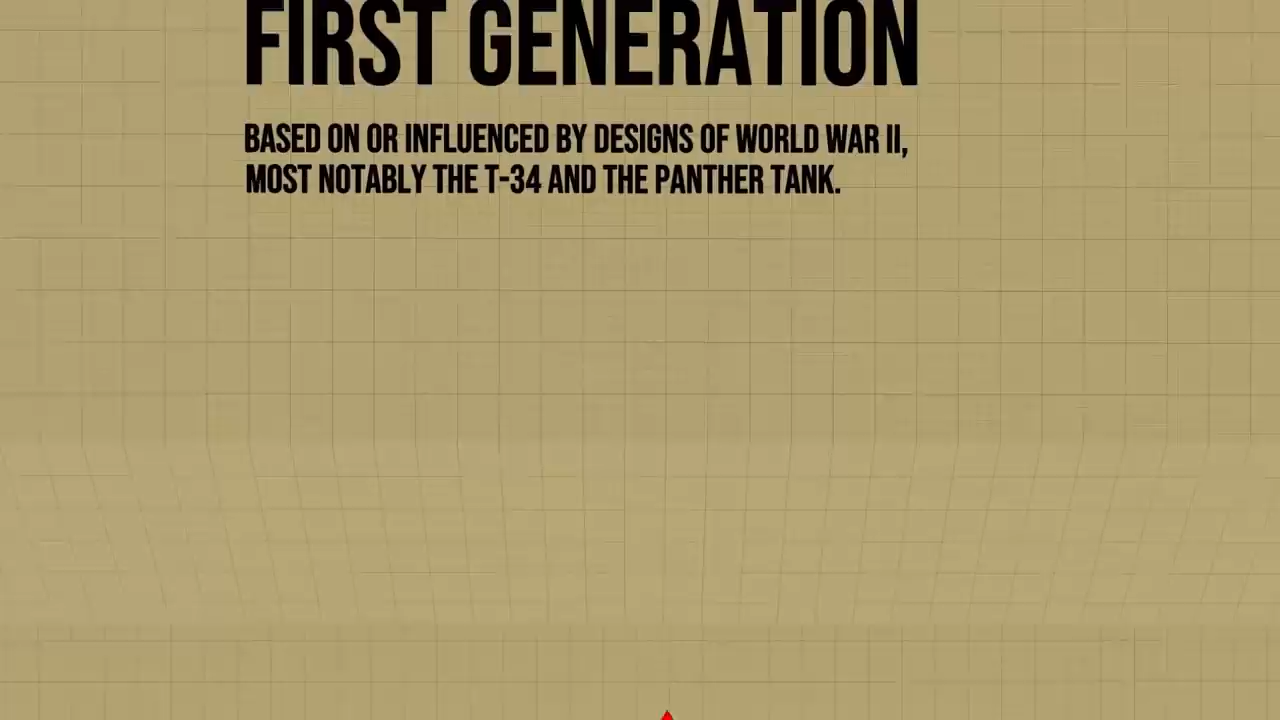 FIRST GENERATION
BASED ON OR INFLUENCED BY DESIGNS OF WORLD WAR II,
MOST NOTABLY THE T-34 AND THE PANTHER TANK.